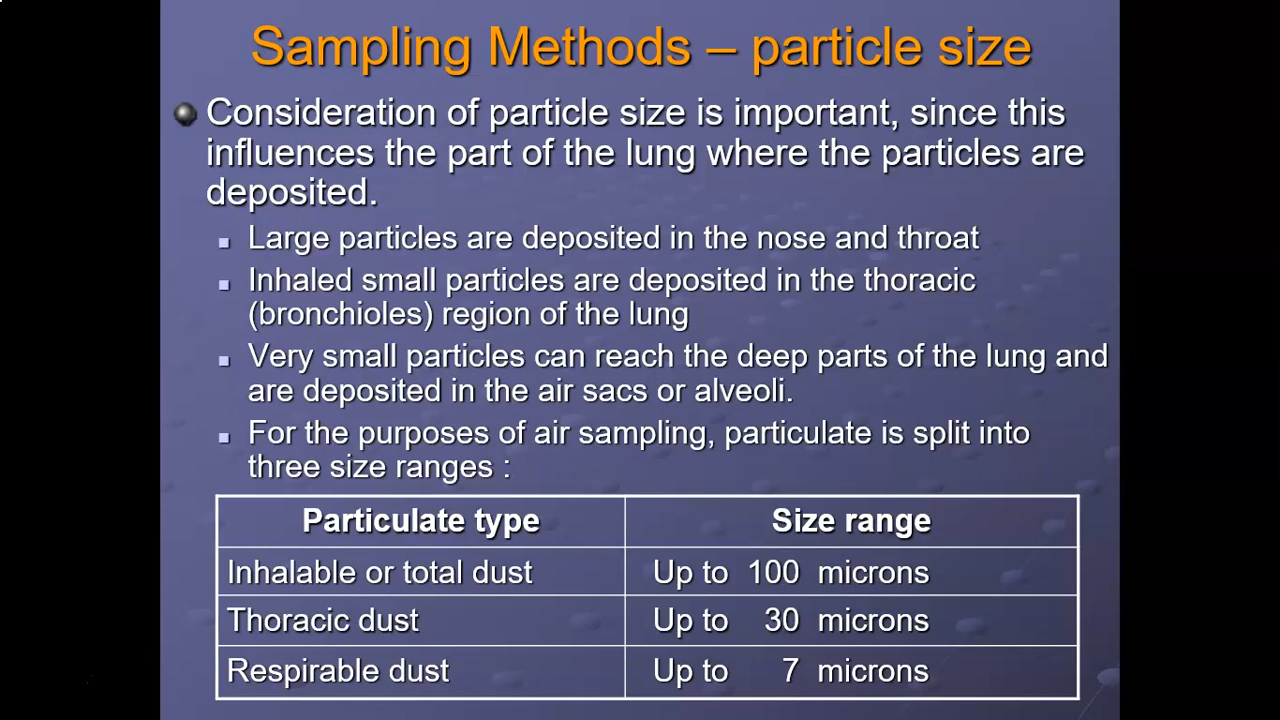 Sampling Methods – particle size
Consideration of particle size is important, since this
influences the part of the lung where the particles are
deposited.
Large particles are deposited in the nose and throat
Inhaled small particles are deposited in the thoracic
(bronchioles) region of the lung
Very small particles can reach the deep parts of the lung and
are deposited in the air sacs or alveoli.
For the purposes of air sampling, particulate is split into
three size ranges :
Particulate type Size range
Inhalable or total dust Up to 100 microns
Thoracic dust Up to 30 microns
Respirable dust Up to 7 microns